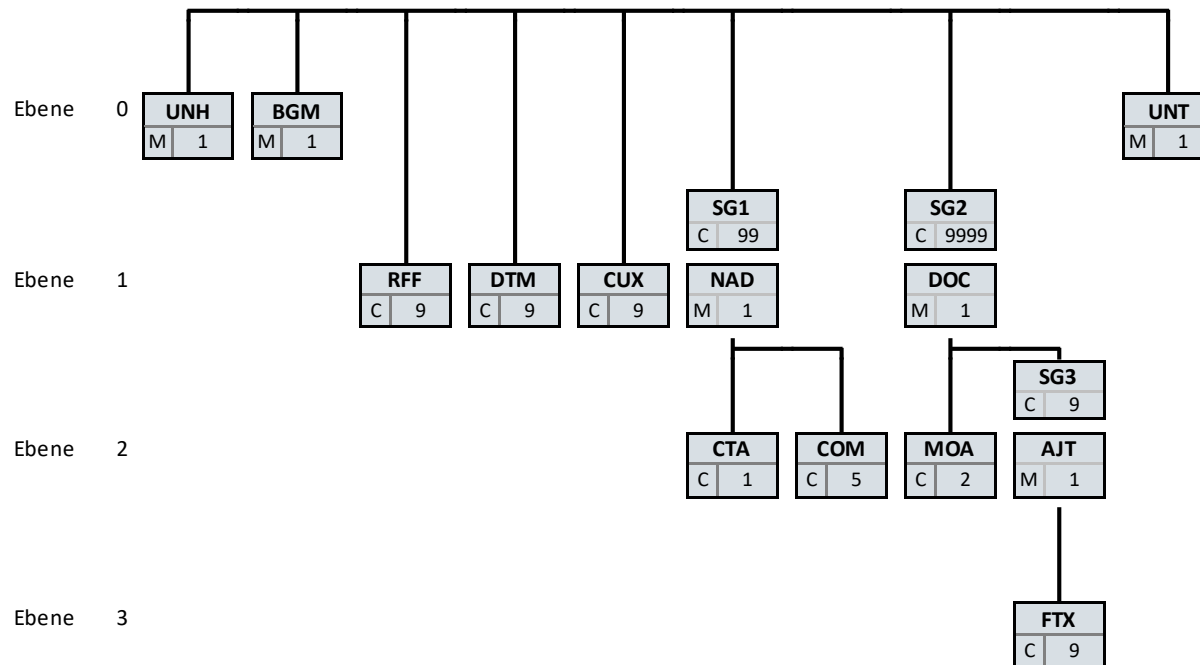 Ebene 0 UNH BGM UNT
M 1 M 1 M 1
SG1 SG2
C 99 C 9999
Ebene 1 RFF DTM CUX NAD DOC
C 9 C 9 C 9 M 1 M 1
SG3
C 9
Ebene 2 CTA COM MOA AJT
C 1 C 5 C 2 M 1
Ebene 3 FTX
C 9